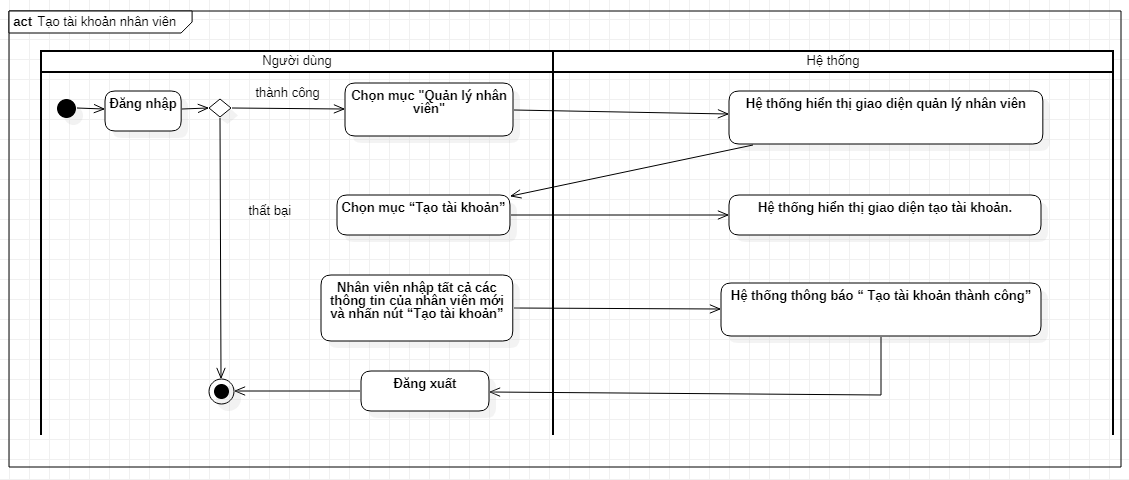 act Tạo tài khoản nhân viên
Người dùng
Hệ thống
Đăng nhập
thành công
Chọn mục "Quản lý nhân
viên"
Hệ thống hiển thị giao diện quản lý nhân viên
thất bại
Chọn mục “Tạo tài khoản”
Hệ thống hiển thị giao diện tạo tài khoản.
Nhân viên nhập tất cả các
thông tin của nhân viên mới
và nhấn nút “Tạo tài khoản”
Hệ thống thông báo “ Tạo tài khoản thành công”
Đăng xuất